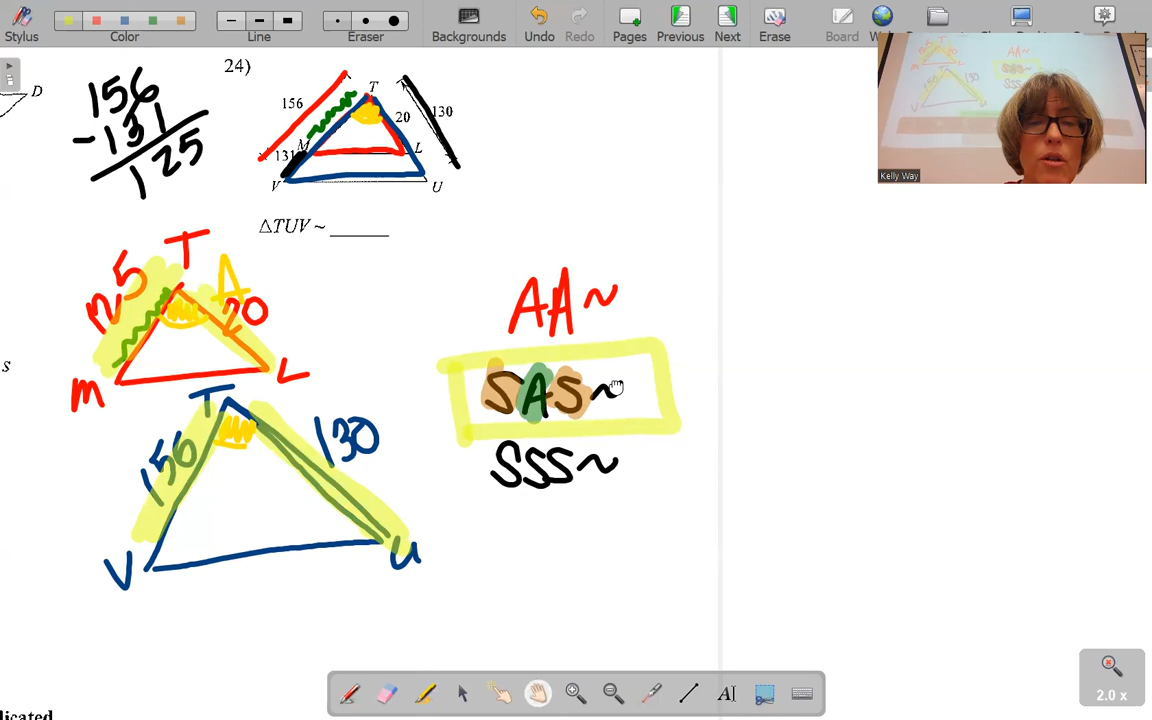 Stylus
Color
Line
Eraser
Backgrounds
Undo
Redo
Pages
Previous
Next
Erase
Board
Kelly Way
24)
D
156
-131
125
S
156
T
130
20
M
L
131
V
U
△TUV ~ ______
T
125
A
20
M
L
T
156
130
V
U
AA~
SAS~
SSS~
AA~
2.0 x